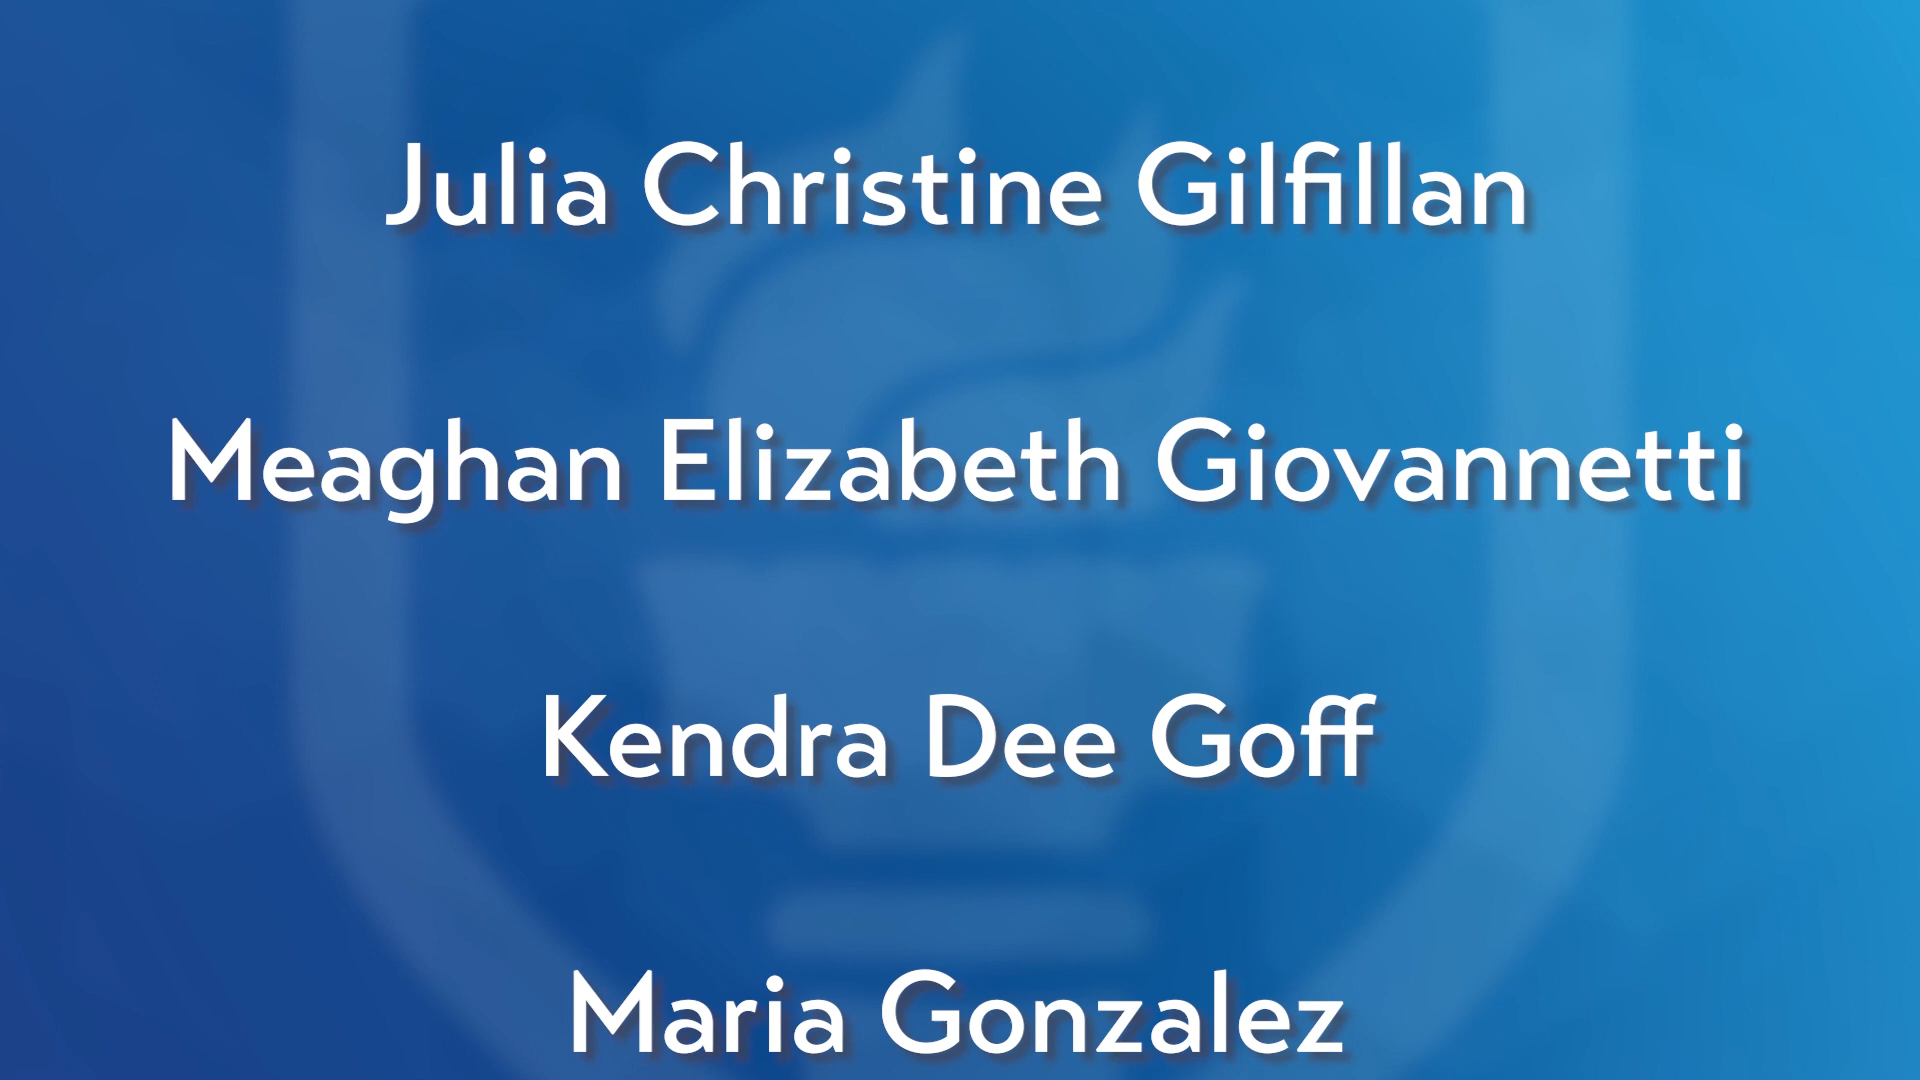 Julia Christine Gilfillan
Meaghan Elizabeth Giovannetti
Kendra Dee Goff
Maria Gonzalez